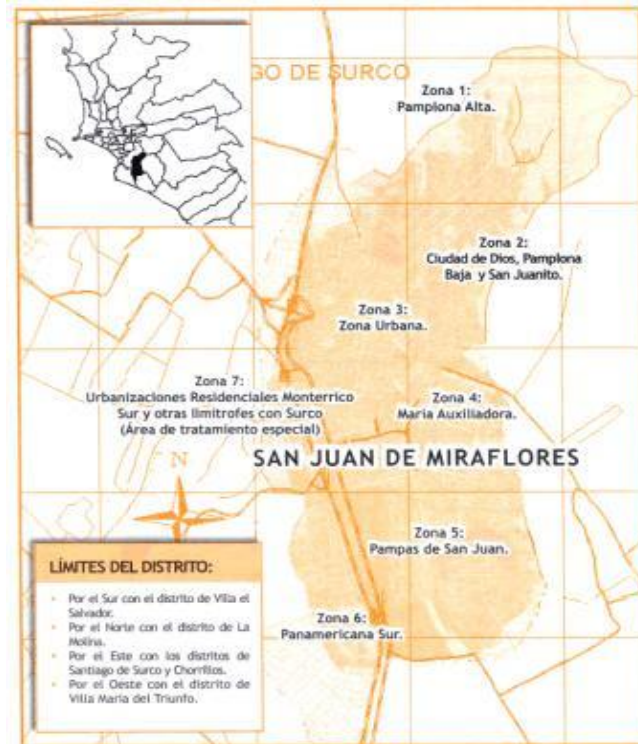 GO DE SURCO
Zona 1:
Pamplona Alta.
Zona 2:
Ciudad de Dios, Pamplona
Baja y San Juanito.
Zona 3:
Zona Urbana.
Zona 7:
Urbanizaciones Residenciales Monterrico
Sur y otras limitrofes con Surco
(Área de tratamiento especial)
Zona 4:
Maria Auxiliadora.
N
SAN JUAN DE MIRAFLORES
Zona 5:
Pampas de San Juan.
Zona 6:
Panamericana Sur.
LÍMITES DEL DISTRITO:
• Por el Sur con el distrito de Villa el
Salvador.
• Por el Norte con el distrito de La
Molina.
• Por el Este con los distritos de
Santiago de Surco y Chorrillos.
• Por el Oeste con el distrito de
Villa Maria del Triunfo.